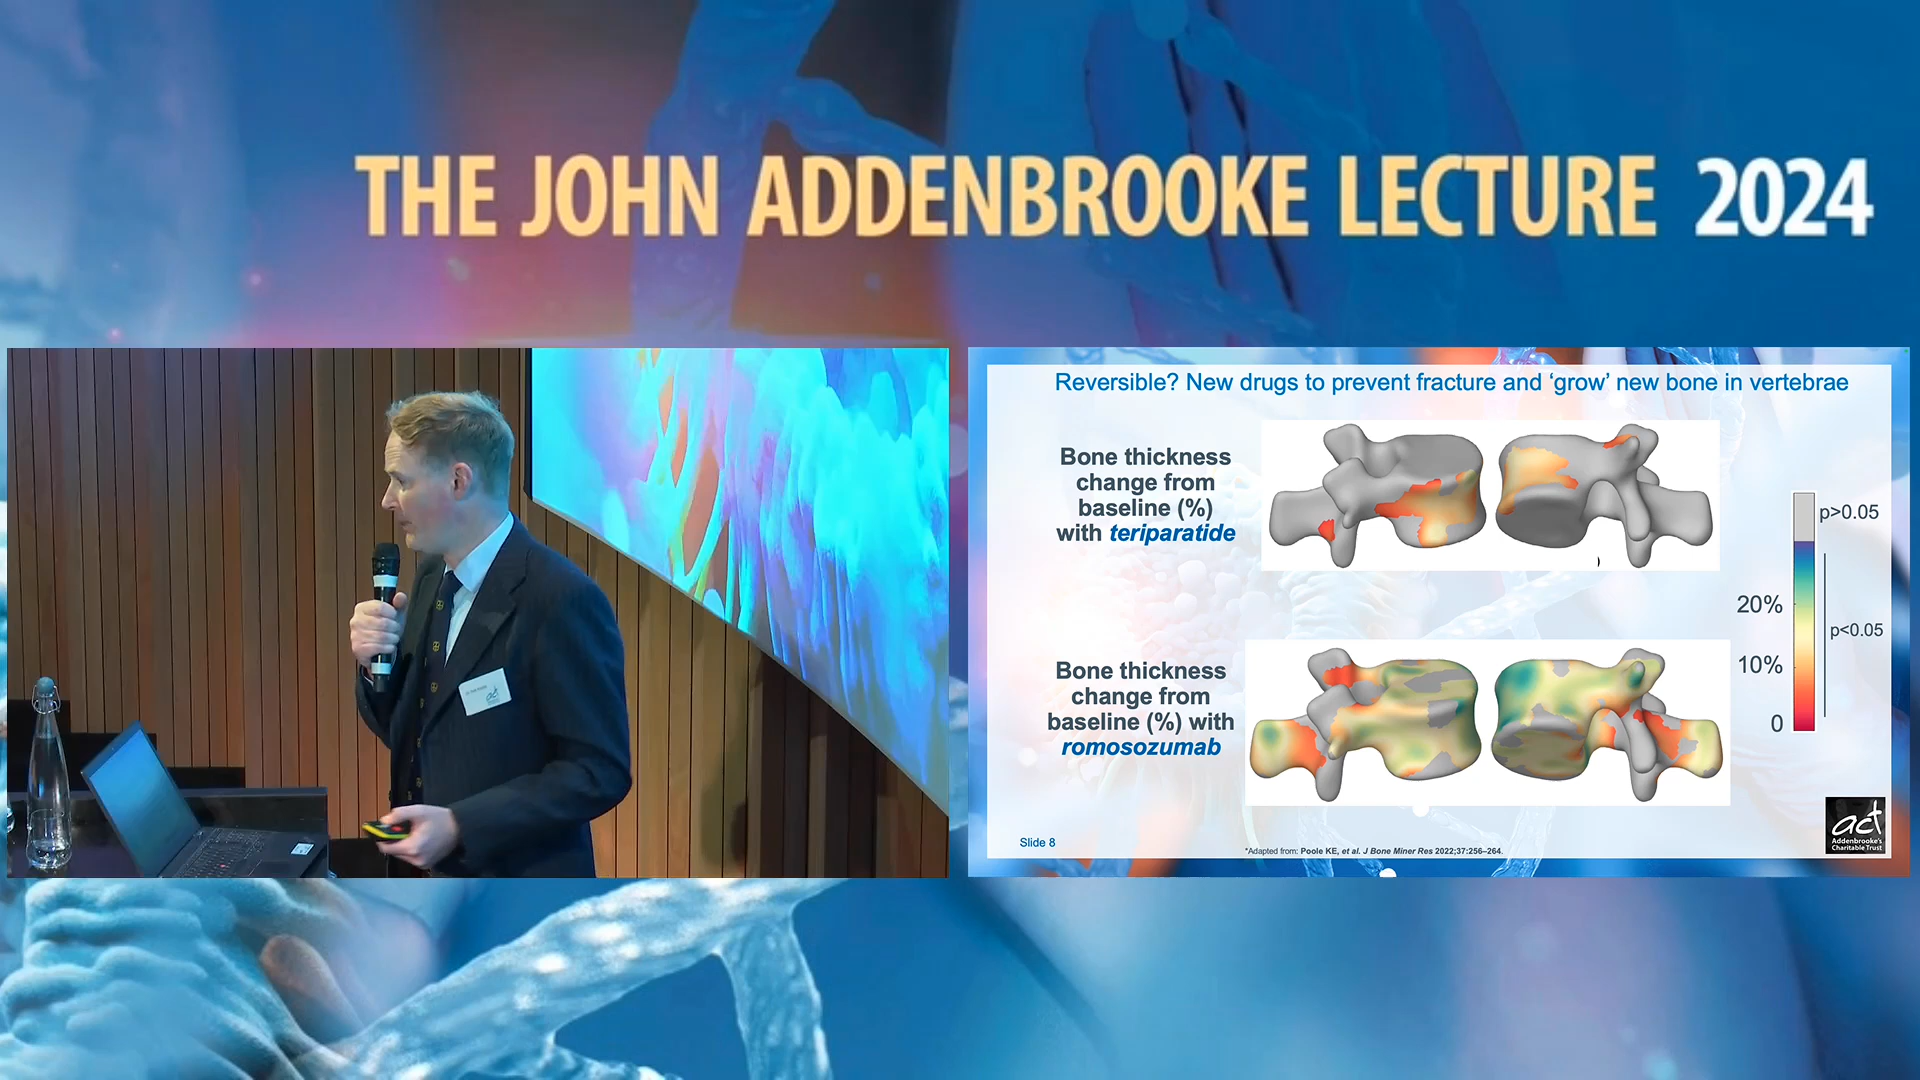 THE JOHN ADDENBROOKE LECTURE 2024
Reversible? New drugs to prevent fracture and ‘grow’ new bone in vertebrae
Bone thickness
change from
baseline (%)
with teriparatide
p>0.05
20%
p<0.05
10%
0
Bone thickness
change from
baseline (%) with
romosozumab
Slide 8
*Adapted from: Poole KE, et al. J Bone Miner Res 2022;37:256–264.
act
Addenbrooke's
Charitable Trust
act